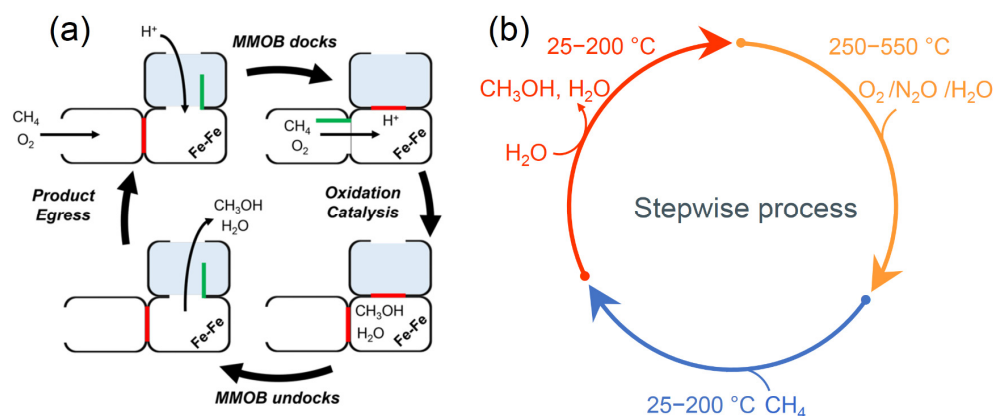 (a)
H⁺
MMOB docks
CH₄
O₂
Fe-Fe
CH₄
O₂
H⁺
Fe-Fe
Product
Egress
Oxidation
Catalysis
CH₃OH
H₂O
Fe-Fe
CH₃OH
H₂O
Fe-Fe
MMOB undocks
(b)
25−200 °C
250−550 °C
CH₃OH, H₂O
O₂ /N₂O /H₂O
H₂O
Stepwise process
25−200 °C CH₄